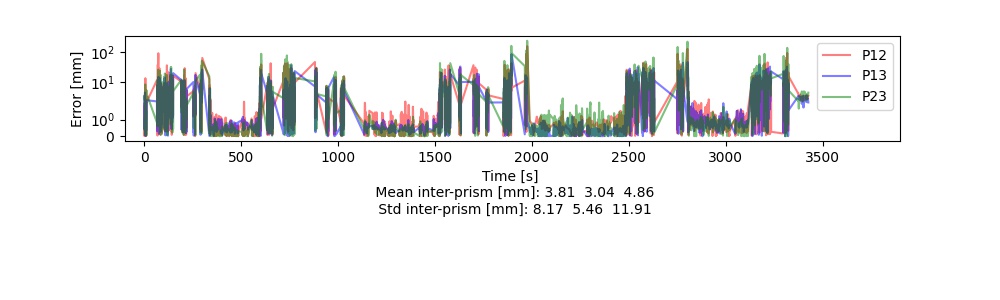 Error [mm]
10²
10¹
10⁰
0
P12
P13
P23
0 500 1000 1500 2000 2500 3000 3500
Time [s]
Mean inter-prism [mm]: 3.81 3.04 4.86
Std inter-prism [mm]: 8.17 5.46 11.91